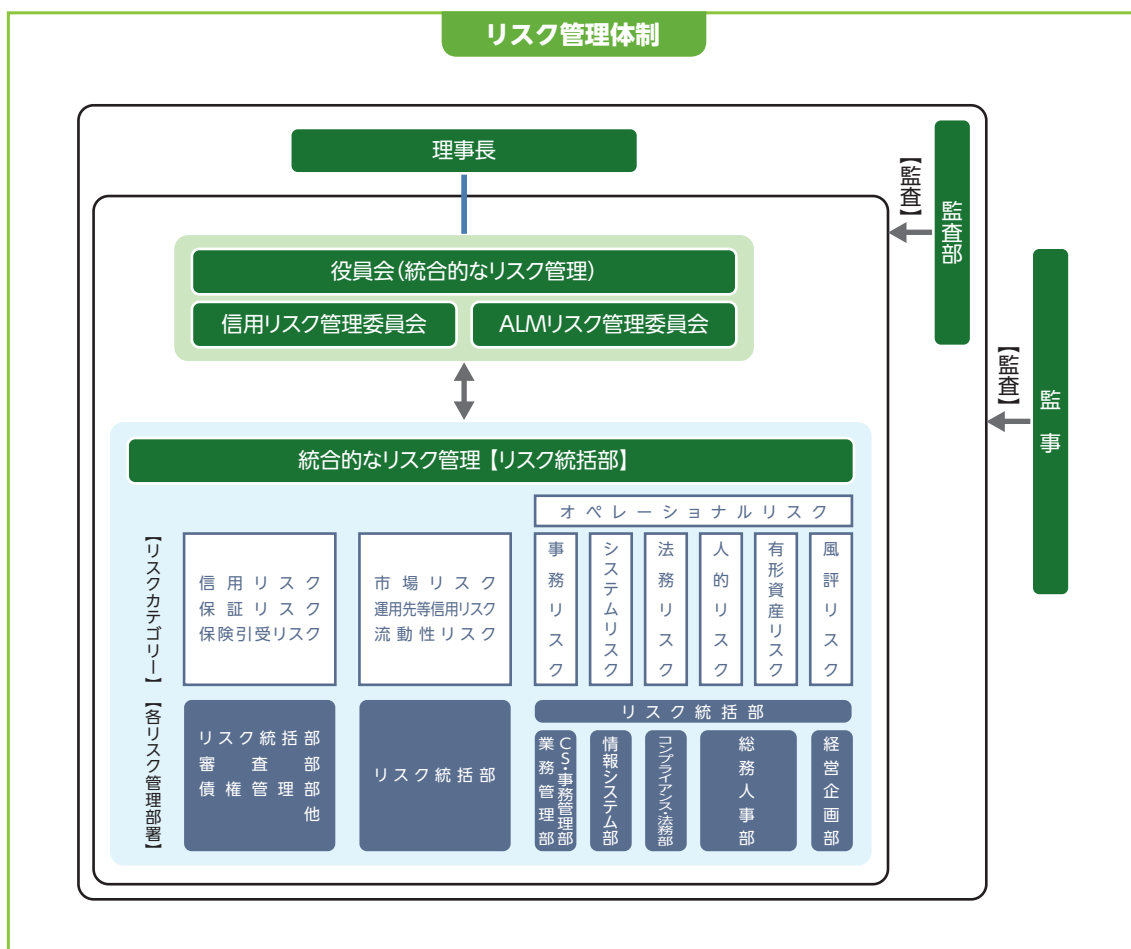 リスク管理体制
理事長
【監査】
監査部
役員会(統合的なリスク管理)
信用リスク管理委員会
ALMリスク管理委員会
【監査】
監事
統合的なリスク管理【リスク統括部】
【リスクカテゴリー】
信用リスク
保証リスク
保険引受リスク
市場リスク
運用先等信用リスク
流動性リスク
オペレーショナルリスク
事務リスク
システムリスク
法務リスク
人的リスク
有形資産リスク
風評リスク
【各リスク管理部署】
リスク統括部
審査部
債権管理部
他
リスク統括部
リスク統括部
CS・事務管理部
業務管理部
情報システム部
コンプライアンス・法務部
総務人事部
経営企画部